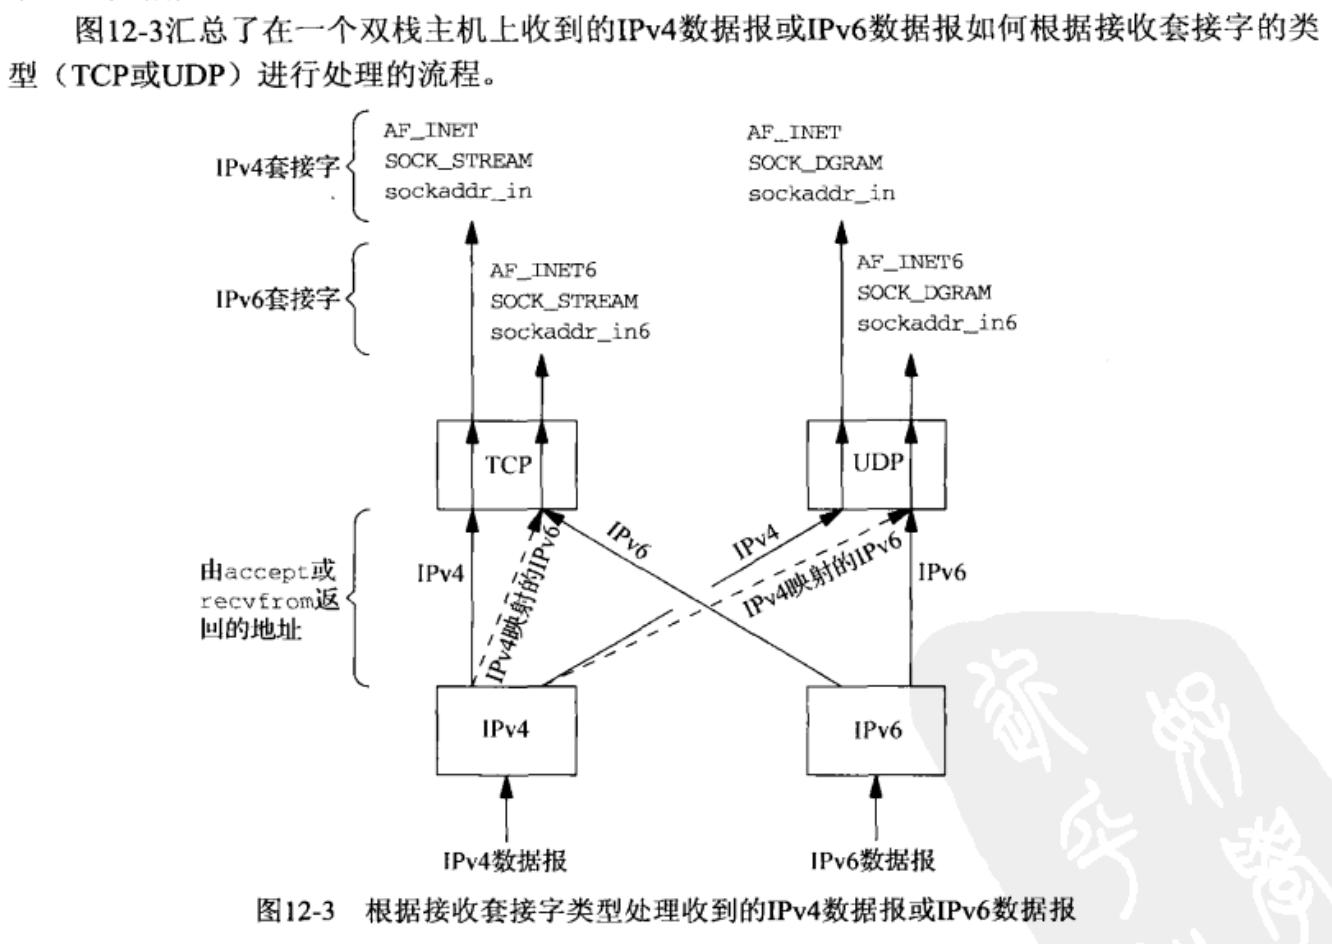 图12-3汇总了在一个双栈主机上收到的IPv4数据报或IPv6数据报如何根据接收套接字的类
型（TCP或UDP）进行处理的流程。
IPv4套接字
AF_INET
SOCK_STREAM
sockaddr_in
AF_INET
SOCK_DGRAM
sockaddr_in
IPv6套接字
AF_INET6
SOCK_STREAM
sockaddr_in6
AF_INET6
SOCK_DGRAM
sockaddr_in6
TCP
UDP
由accept或
recvfrom返
回的地址
IPv4
IPv4映射的IPv6
IPv6
IPv4
IPv4映射的IPv6
IPv6
IPv4
IPv6
IPv4数据报
IPv6数据报
图12-3 根据接收套接字类型处理收到的IPv4数据报或IPv6数据报